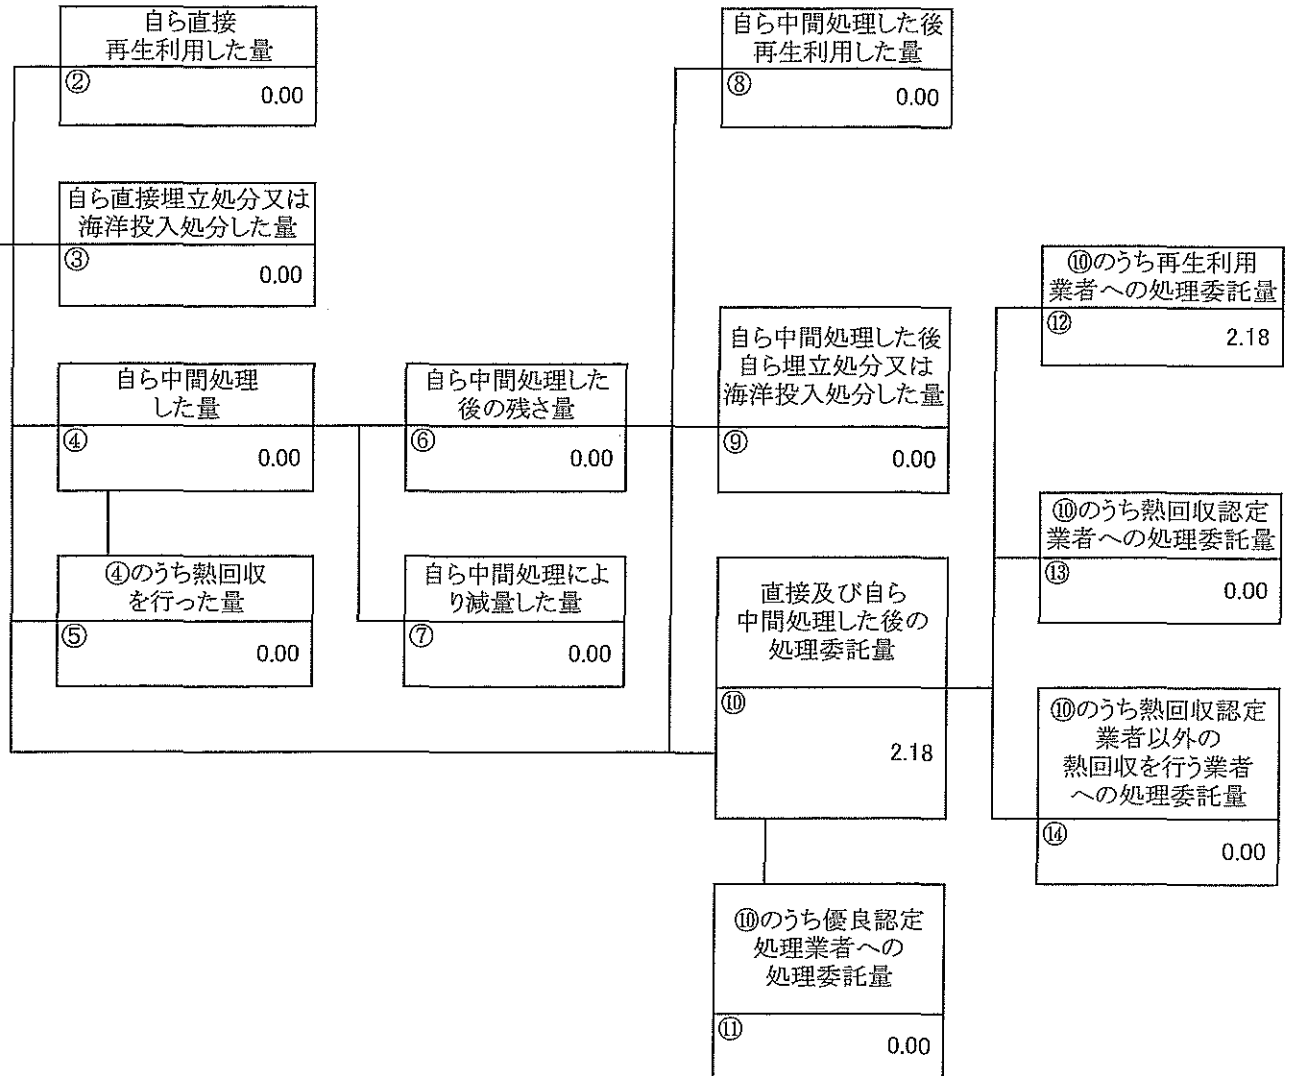 自ら直接
再生利用した量
②
0.00
自ら直接埋立処分又は
海洋投入処分した量
③
0.00
自ら中間処理
した量
④
0.00
④のうち熱回収
を行った量
⑤
0.00
自ら中間処理した
後の残さ量
⑥
0.00
自ら中間処理によ
り減量した量
⑦
0.00
自ら中間処理した後
再生利用した量
⑧
0.00
自ら中間処理した後
自ら埋立処分又は
海洋投入処分した量
⑨
0.00
直接及び自ら
中間処理した後の
処理委託量
⑩
2.18
⑩のうち優良認定
処理業者への
処理委託量
⑪
0.00
⑩のうち再生利用
業者への処理委託量
⑫
2.18
⑩のうち熱回収認定
業者への処理委託量
⑬
0.00
⑩のうち熱回収認定
業者以外の
熱回収を行う業者
への処理委託量
⑭
0.00